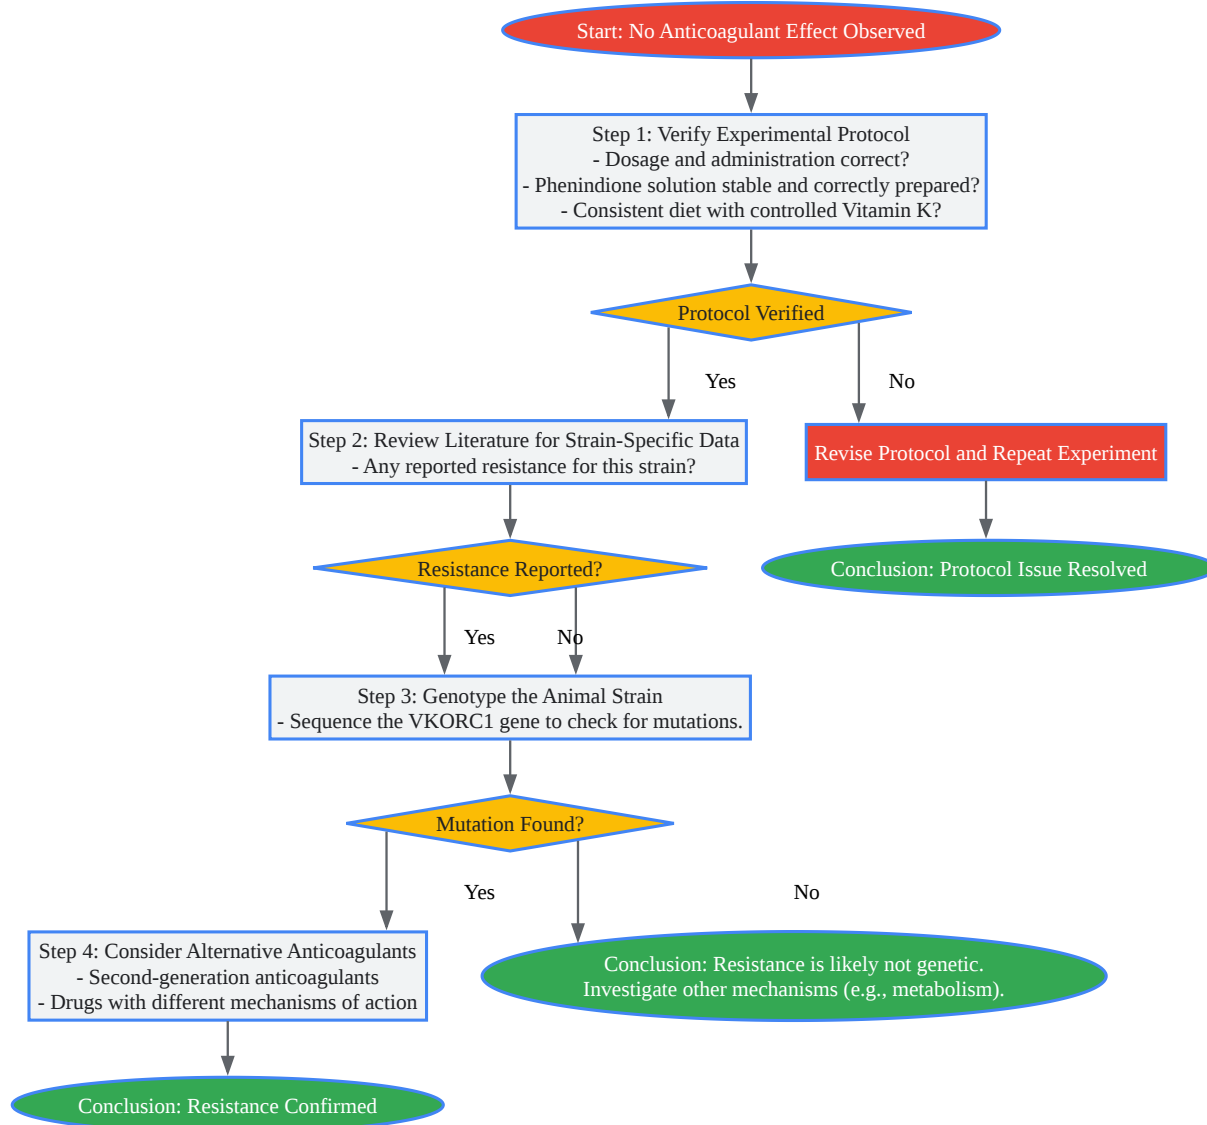 Start: No Anticoagulant Effect Observed
Step 1: Verify Experimental Protocol
- Dosage and administration correct?
- Phenindione solution stable and correctly prepared?
- Consistent diet with controlled Vitamin K?
Protocol Verified
Yes
No
Step 2: Review Literature for Strain-Specific Data
- Any reported resistance for this strain?
Revise Protocol and Repeat Experiment
Resistance Reported?
Conclusion: Protocol Issue Resolved
Yes
No
Step 3: Genotype the Animal Strain
- Sequence the VKORC1 gene to check for mutations.
Mutation Found?
Yes
No
Step 4: Consider Alternative Anticoagulants
- Second-generation anticoagulants
- Drugs with different mechanisms of action
Conclusion: Resistance is likely not genetic.
Investigate other mechanisms (e.g., metabolism).
Conclusion: Resistance Confirmed